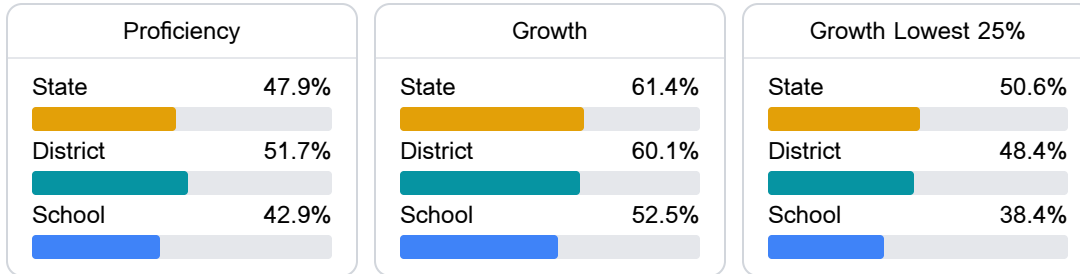 Proficiency
State 47.9%
District 51.7%
School 42.9%
Growth
State 61.4%
District 60.1%
School 52.5%
Growth Lowest 25%
State 50.6%
District 48.4%
School 38.4%